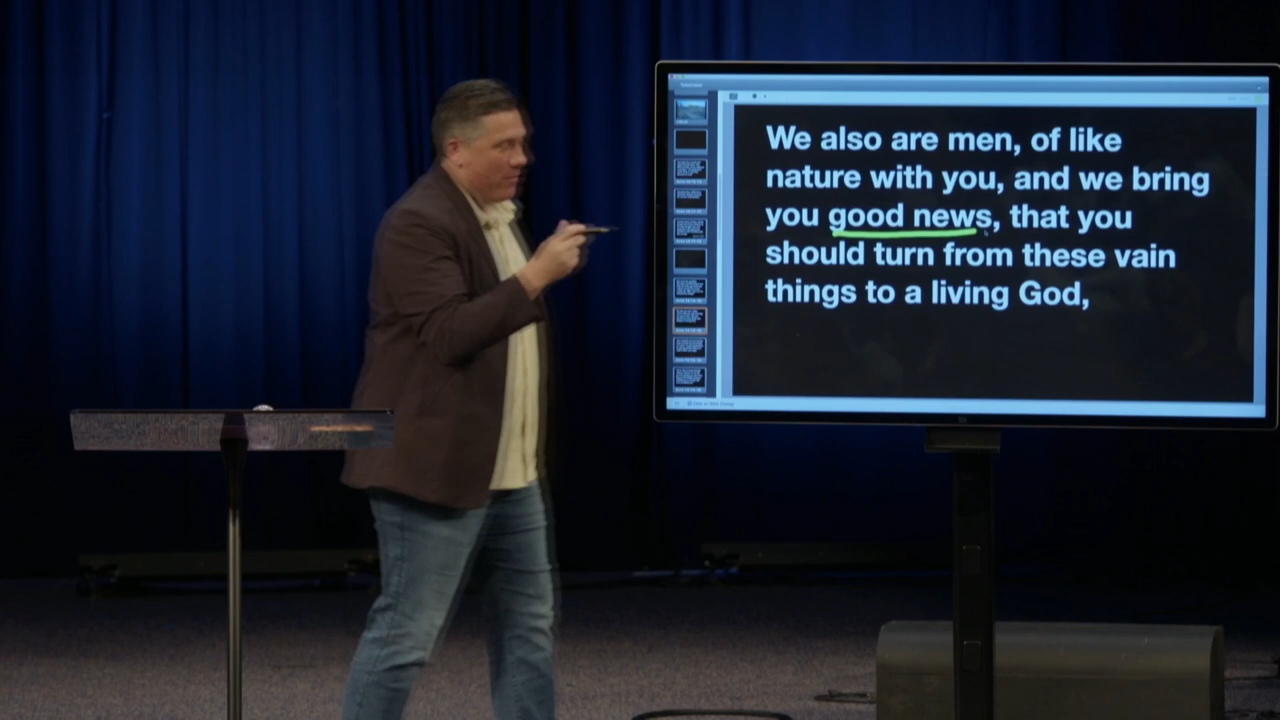 We also are men, of like
nature with you, and we bring
you good news, that you
should turn from these vain
things to a living God,